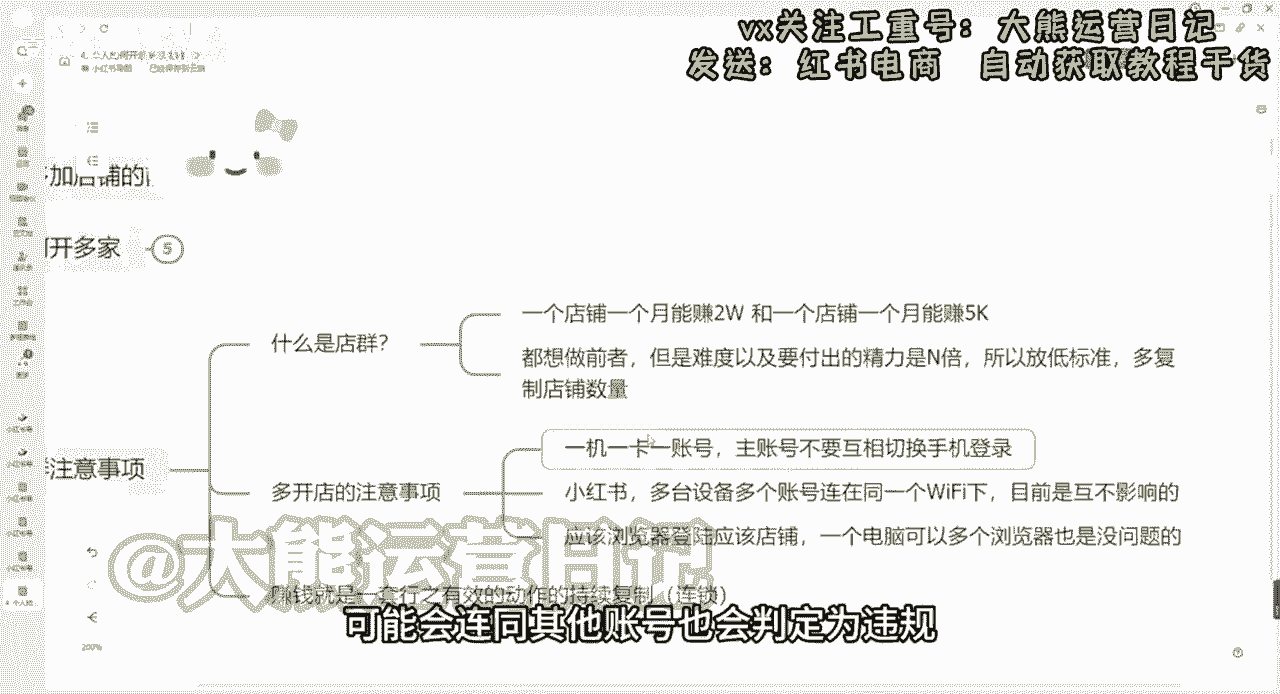 vx关注工重号：大熊运营日记
发送：红书电商 自动获取教程干货
加店铺的
开多家
5
什么是店群？
一个店铺一个月能赚2W 和一个店铺一个月能赚5K
都想做前者，但是难度以及要付出的精力是N倍，所以放低标准，多复
制店铺数量
注意事项
一机一卡一账号，主账号不要互相切换手机登录
多开店的注意事项
小红书，多台设备多个账号连在同一个WiFi下，目前是互不影响的
应该浏览器登陆应该店铺，一个电脑可以多个浏览器也是没问题的
@大熊运营日记
赚钱就是一套行之有效的动作的持续复制（连锁）
可能会连同其他账号也会判定为违规
200%